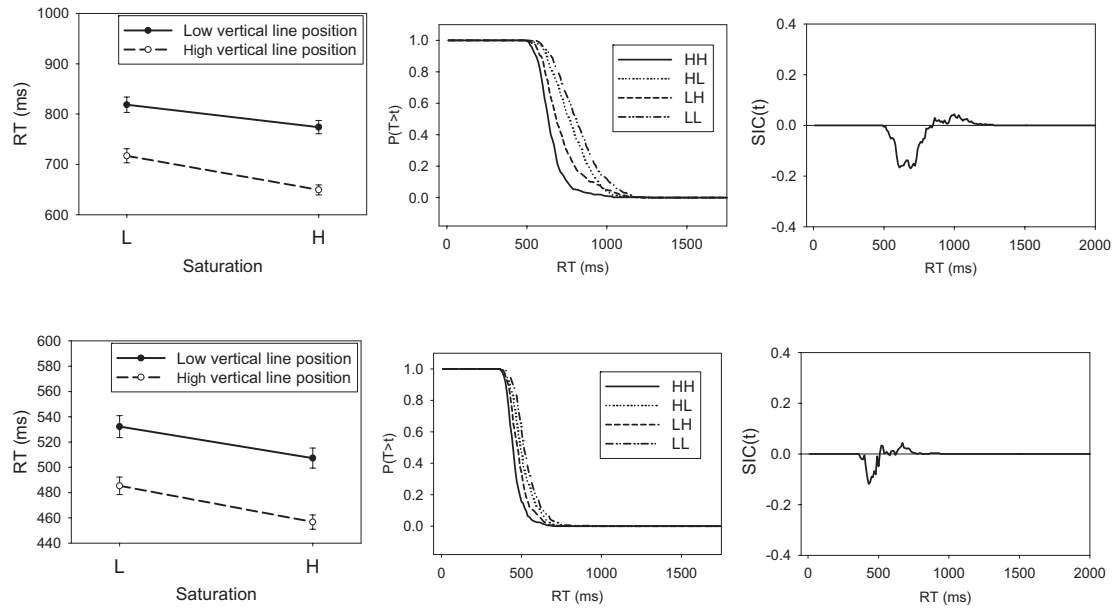 1000
900
800
700
600
RT (ms)
Low vertical line position
High vertical line position
L
H
Saturation
1.0
0.8
0.6
0.4
0.2
0.0
P(T>t)
HH
HL
LH
LL
0
500
1000
1500
RT (ms)
0.4
0.2
0.0
-0.2
-0.4
SIC(t)
0
500
1000
1500
2000
RT (ms)
600
580
560
540
520
500
480
460
440
RT (ms)
Low vertical line position
High vertical line position
L
H
Saturation
1.0
0.8
0.6
0.4
0.2
0.0
P(T>t)
HH
HL
LH
LL
0
500
1000
1500
RT (ms)
0.4
0.2
0.0
-0.2
-0.4
SIC(t)
0
500
1000
1500
2000
RT (ms)